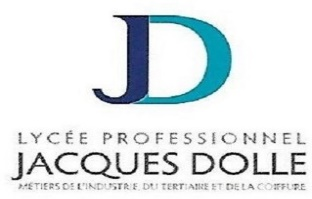 JD
LYCÉE PROFESSIONNEL
JACQUES DOLLE
MÉTIERS DE L'INDUSTRIE, DU TERTIAIRE ET DE LA COIFFURE